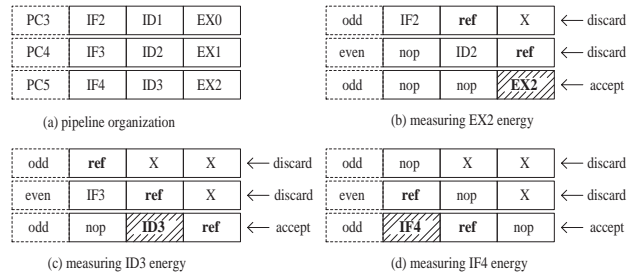 PC3 IF2 ID1 EX0
PC4 IF3 ID2 EX1
PC5 IF4 ID3 EX2
(a) pipeline organization
odd IF2 ref X ← discard
even nop ID2 ref ← discard
odd nop nop EX2 ← accept
(b) measuring EX2 energy
odd ref X X ← discard
even IF3 ref X ← discard
odd nop ID3 ref ← accept
(c) measuring ID3 energy
odd nop X X ← discard
even ref nop X ← discard
odd IF4 ref nop ← accept
(d) measuring IF4 energy